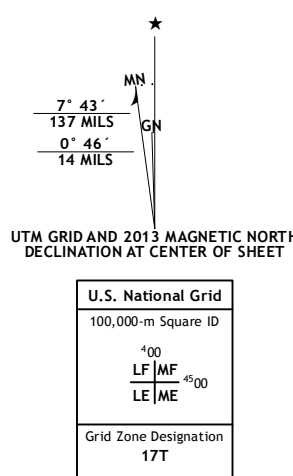 ★
MN
7° 43´
137 MILS
GN
0° 46´
14 MILS
UTM GRID AND 2013 MAGNETIC NORTH
DECLINATION AT CENTER OF SHEET
U.S. National Grid
100,000-m Square ID
⁴00
LF MF
⁴⁵00
LE ME
Grid Zone Designation
17T